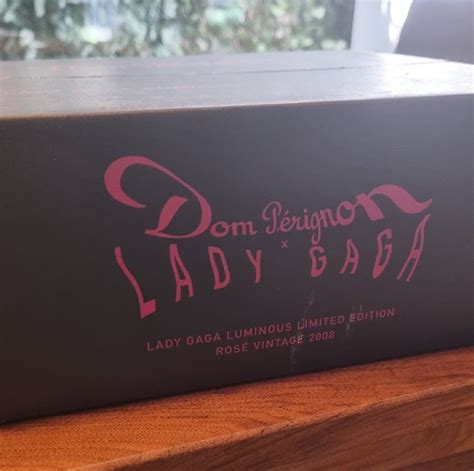 Dom Pérignon
x
LADY GAGA
LADY GAGA LUMINOUS LIMITED EDITION
ROSÉ VINTAGE 2008